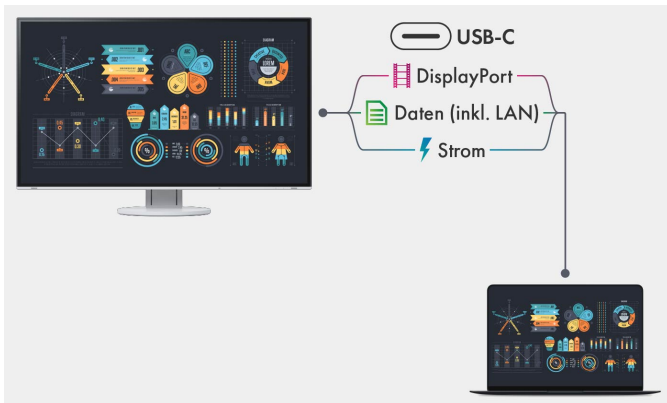 USB-C
DisplayPort
Daten (inkl. LAN)
Strom